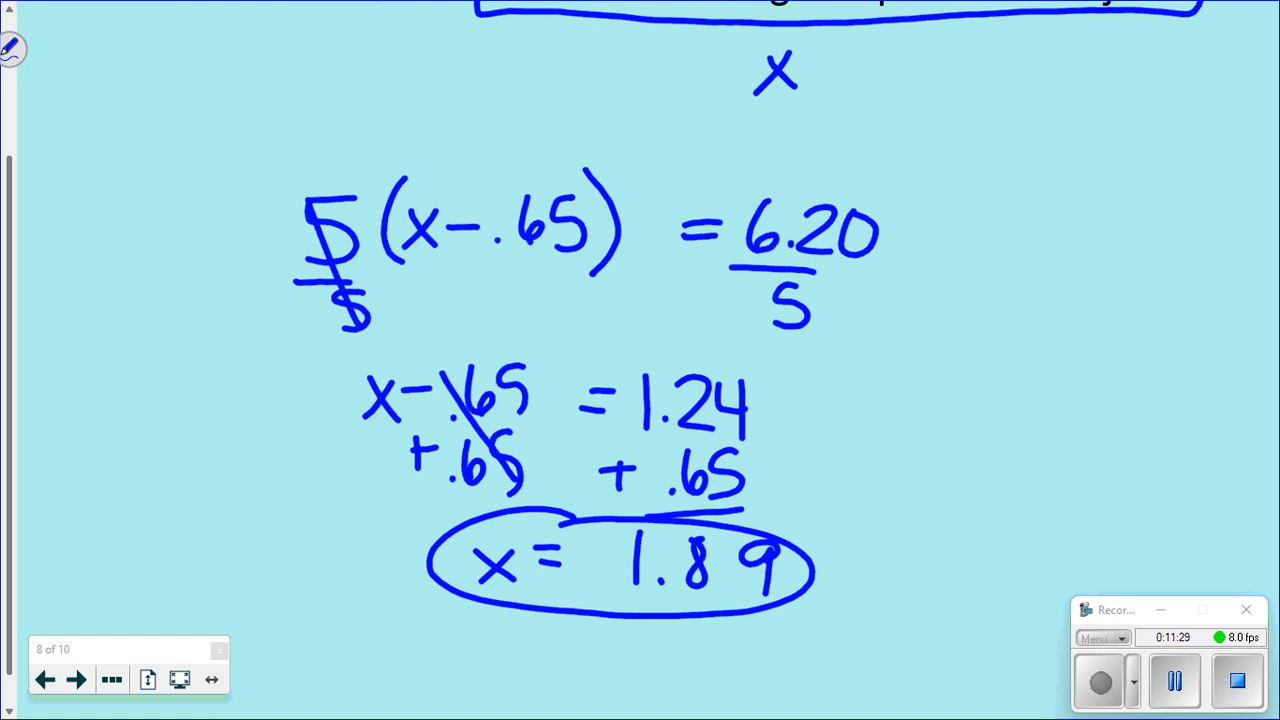 x
5(x-.65) = 6.20
5 5
x-.65 = 1.24
+.65 + .65
x= 1.89
8 of 10
Recor...
Menu
0:11:29
8.0 fps